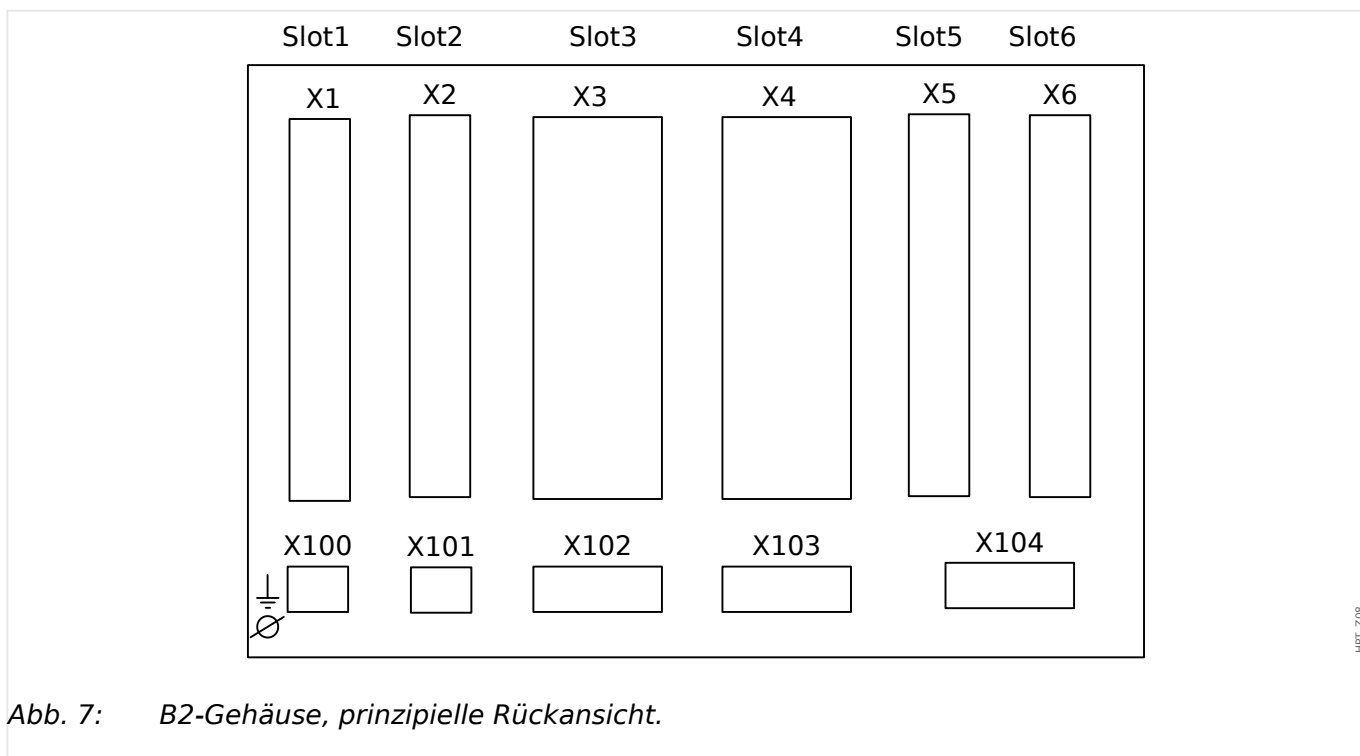 Slot1 Slot2 Slot3 Slot4 Slot5 Slot6
X1 X2 X3 X4 X5 X6
X100 X101 X102 X103 X104
Abb. 7: B2-Gehäuse, prinzipielle Rückansicht.